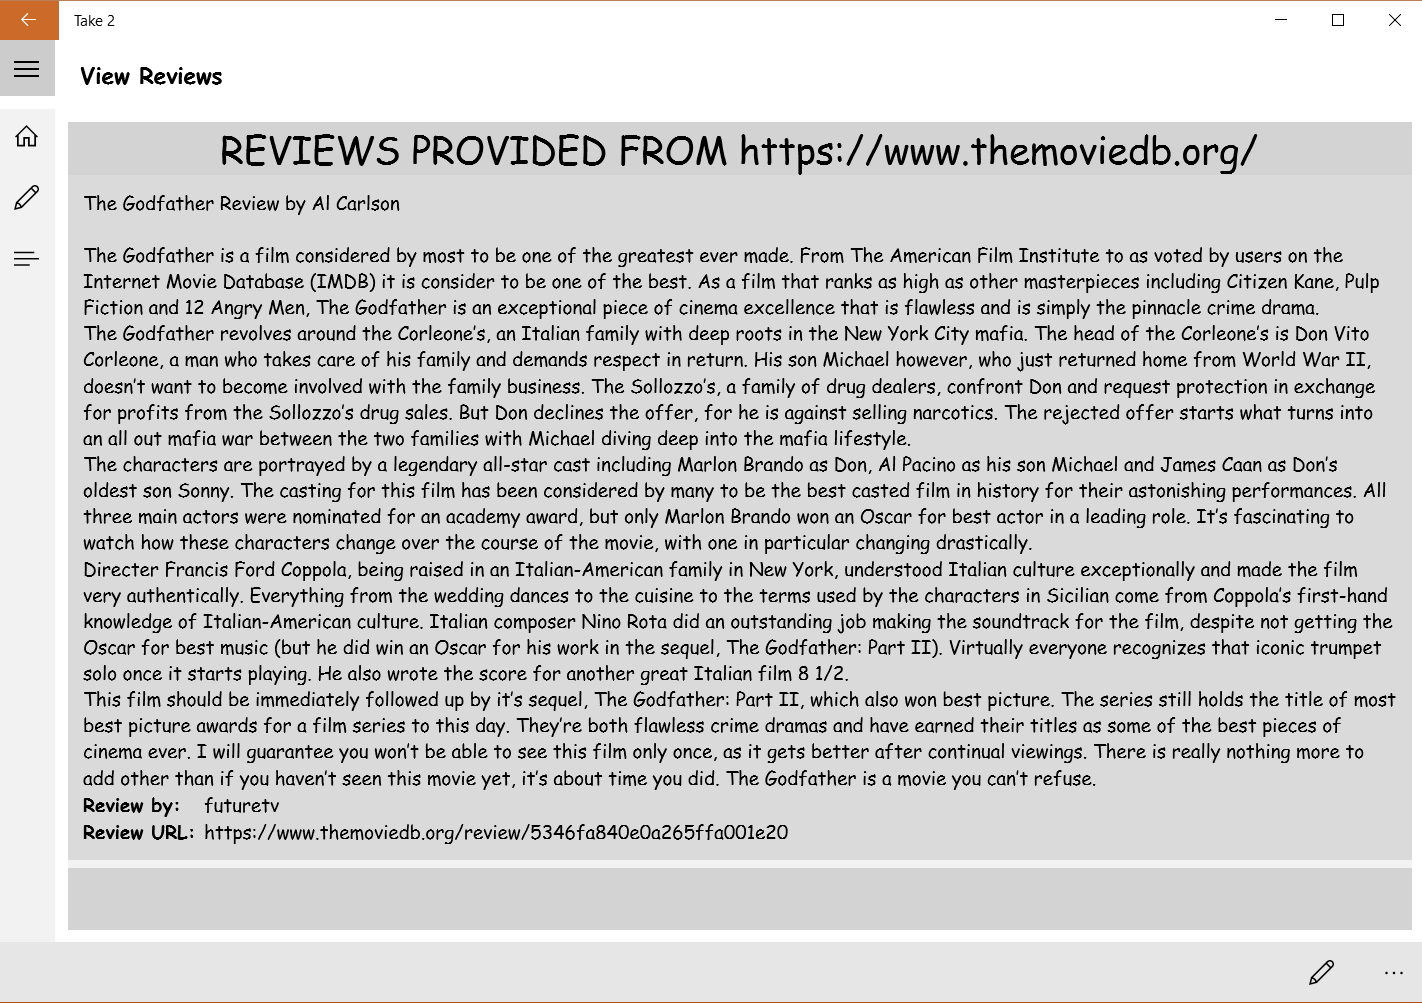 Take 2
View Reviews
REVIEWS PROVIDED FROM https://www.themoviedb.org/
The Godfather Review by Al Carlson
The Godfather is a film considered by most to be one of the greatest ever made. From The American Film Institute to as voted by users on the
Internet Movie Database (IMDB) it is consider to be one of the best. As a film that ranks as high as other masterpieces including Citizen Kane, Pulp
Fiction and 12 Angry Men, The Godfather is an exceptional piece of cinema excellence that is flawless and is simply the pinnacle crime drama.
The Godfather revolves around the Corleone's, an Italian family with deep roots in the New York City mafia. The head of the Corleone's is Don Vito
Corleone, a man who takes care of his family and demands respect in return. His son Michael however, who just returned home from World War II,
doesn't want to become involved with the family business. The Sollozzo's, a family of drug dealers, confront Don and request protection in exchange
for profits from the Sollozzo's drug sales. But Don declines the offer, for he is against selling narcotics. The rejected offer starts what turns into
an all out mafia war between the two families with Michael diving deep into the mafia lifestyle.
The characters are portrayed by a legendary all-star cast including Marlon Brando as Don, Al Pacino as his son Michael and James Caan as Don's
oldest son Sonny. The casting for this film has been considered by many to be the best casted film in history for their astonishing performances. All
three main actors were nominated for an academy award, but only Marlon Brando won an Oscar for best actor in a leading role. It's fascinating to
watch how these characters change over the course of the movie, with one in particular changing drastically.
Directer Francis Ford Coppola, being raised in an Italian-American family in New York, understood Italian culture exceptionally and made the film
very authentically. Everything from the wedding dances to the cuisine to the terms used by the characters in Sicilian come from Coppola's first-hand
knowledge of Italian-American culture. Italian composer Nino Rota did an outstanding job making the soundtrack for the film, despite not getting the
Oscar for best music (but he did win an Oscar for his work in the sequel, The Godfather: Part II). Virtually everyone recognizes that iconic trumpet
solo once it starts playing. He also wrote the score for another great Italian film 8 1/2.
This film should be immediately followed up by it's sequel, The Godfather: Part II, which also won best picture. The series still holds the title of most
best picture awards for a film series to this day. They're both flawless crime dramas and have earned their titles as some of the best pieces of
cinema ever. I will guarantee you won't be able to see this film only once, as it gets better after continual viewings. There is really nothing more to
add other than if you haven't seen this movie yet, it's about time you did. The Godfather is a movie you can't refuse.
Review by: futuretv
Review URL: https://www.themoviedb.org/review/5346fa840e0a265ffa001e20